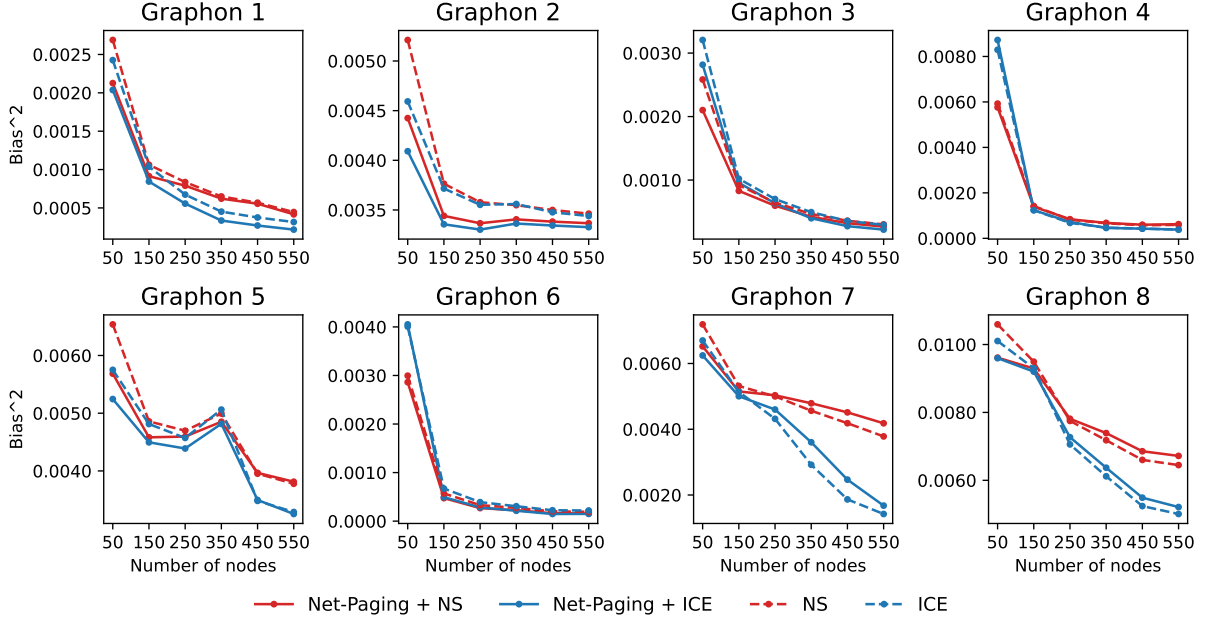 Graphon 1
Graphon 2
Graphon 3
Graphon 4
Bias^2
0.0025
0.0020
0.0015
0.0010
0.0005
50 150 250 350 450 550
0.0050
0.0045
0.0040
0.0035
50 150 250 350 450 550
0.0030
0.0020
0.0010
50 150 250 350 450 550
0.0080
0.0060
0.0040
0.0020
0.0000
50 150 250 350 450 550
Graphon 5
Graphon 6
Graphon 7
Graphon 8
Bias^2
0.0060
0.0050
0.0040
50 150 250 350 450 550
Number of nodes
0.0040
0.0030
0.0020
0.0010
0.0000
50 150 250 350 450 550
Number of nodes
0.0060
0.0040
0.0020
50 150 250 350 450 550
Number of nodes
0.0100
0.0080
0.0060
50 150 250 350 450 550
Number of nodes
Net-Paging + NS
Net-Paging + ICE
NS
ICE